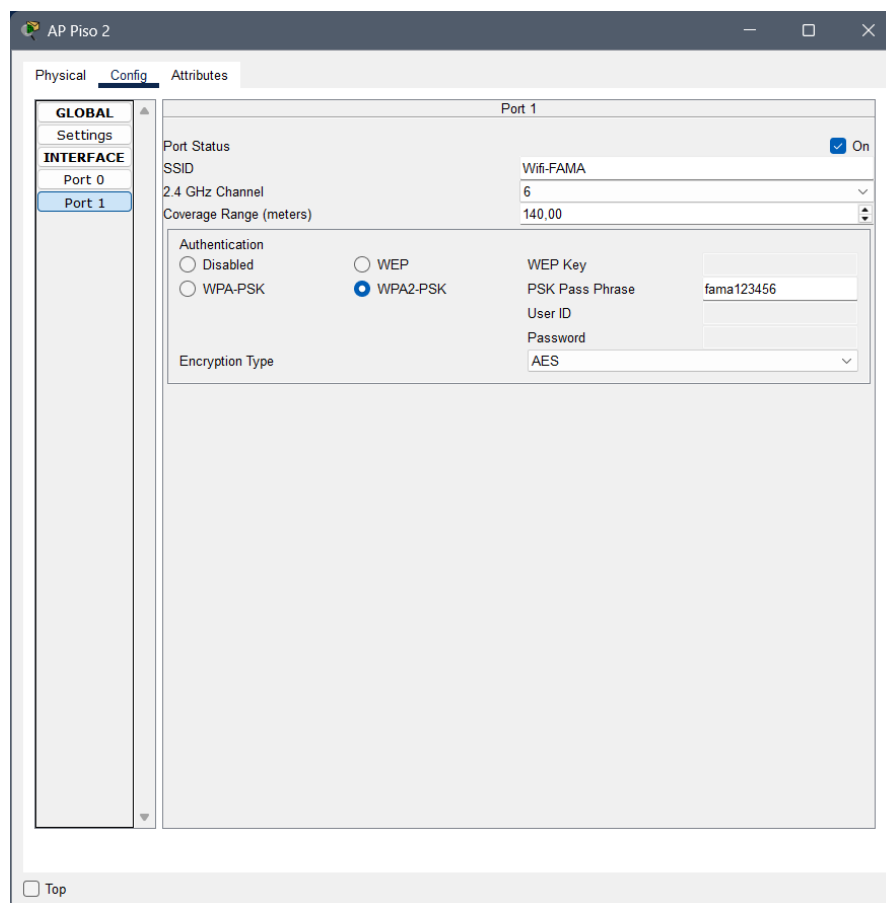 AP Piso 2
Physical Config Attributes
GLOBAL
Settings
INTERFACE
Port 0
Port 1
Port 1
Port Status On
SSID Wifi-FAMA
2.4 GHz Channel 6
Coverage Range (meters) 140,00
Authentication
Disabled WEP WEP Key
WPA-PSK WPA2-PSK PSK Pass Phrase fama123456
User ID
Password
Encryption Type AES
Top